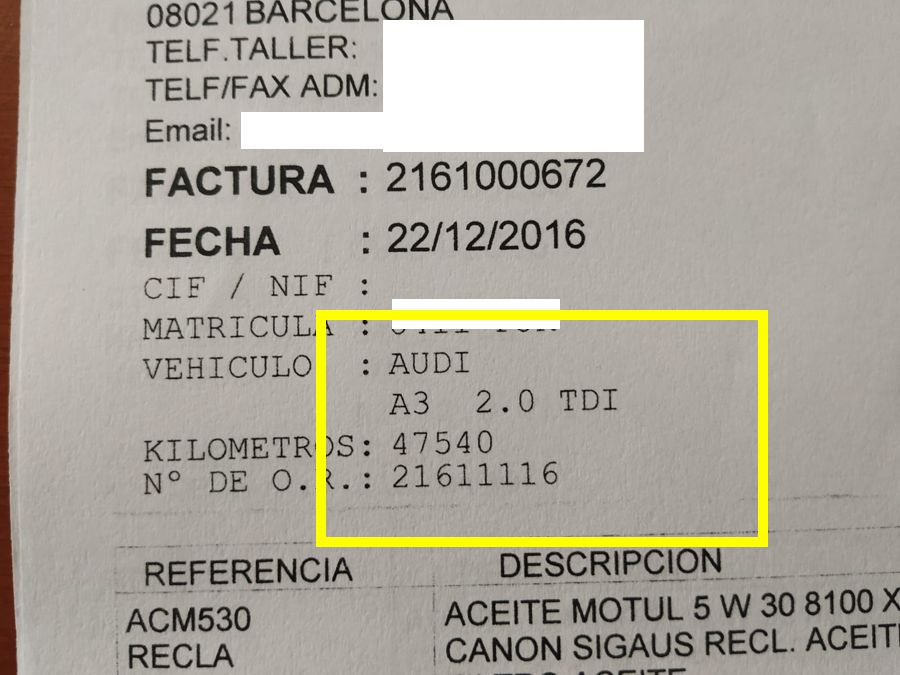 08021 BARCELONA
TELF.TALLER:
TELF/FAX ADM:
Email:
FACTURA : 2161000672
FECHA : 22/12/2016
CIF / NIF :
MATRICULA :
VEHICULO : AUDI
A3 2.0 TDI
KILOMETROS: 47540
Nº DE O.R.: 21611116
REFERENCIA DESCRIPCION
ACM530 ACEITE MOTUL 5 W 30 8100 X
RECLA CANON SIGAUS RECL. ACEIT
ACEITE